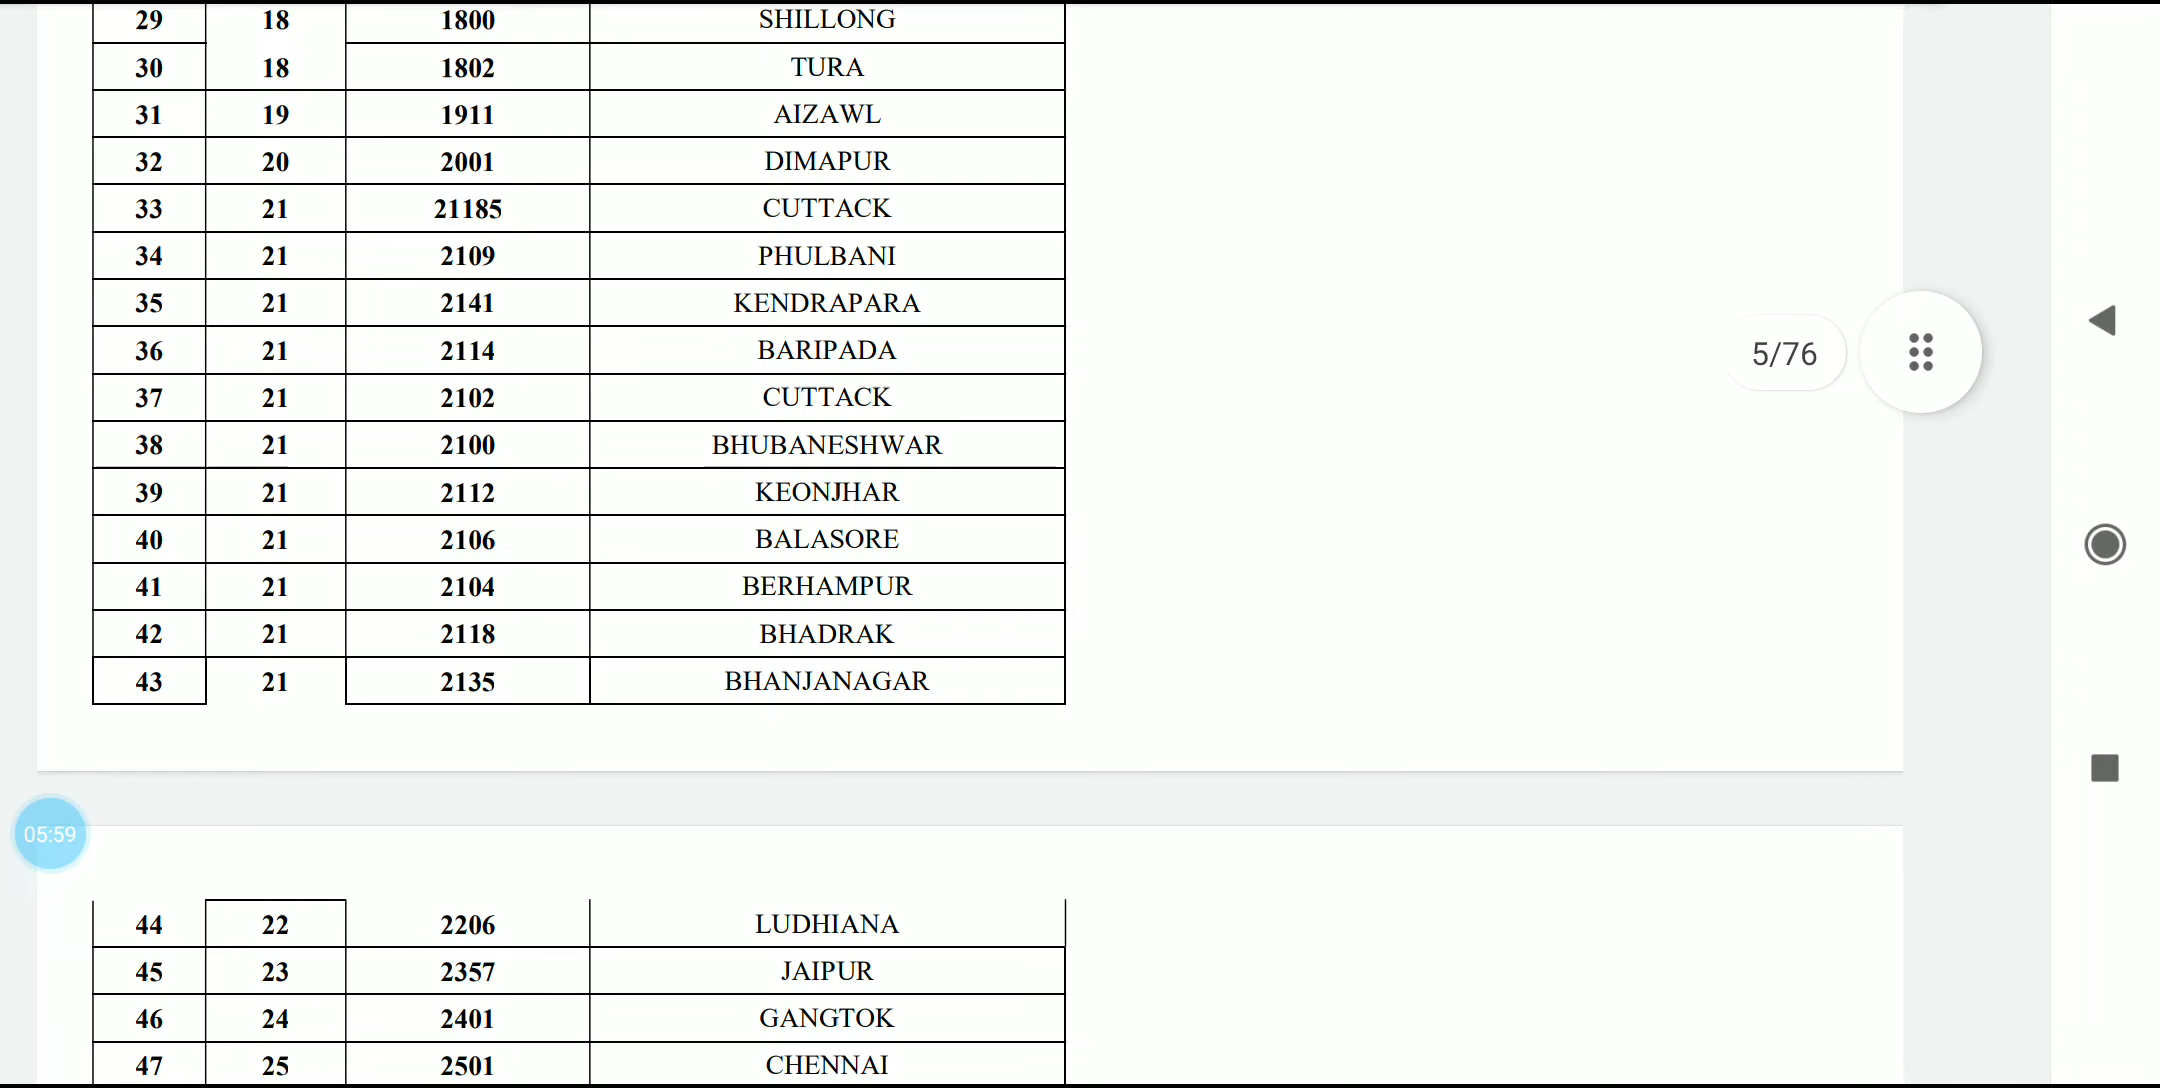 29 18 1800 SHILLONG
30 18 1802 TURA
31 19 1911 AIZAWL
32 20 2001 DIMAPUR
33 21 21185 CUTTACK
34 21 2109 PHULBANI
35 21 2141 KENDRAPARA
36 21 2114 BARIPADA
37 21 2102 CUTTACK
38 21 2100 BHUBANESHWAR
39 21 2112 KEONJHAR
40 21 2106 BALASORE
41 21 2104 BERHAMPUR
42 21 2118 BHADRAK
43 21 2135 BHANJANAGAR
5/76
05:59
44 22 2206 LUDHIANA
45 23 2357 JAIPUR
46 24 2401 GANGTOK
47 25 2501 CHENNAI